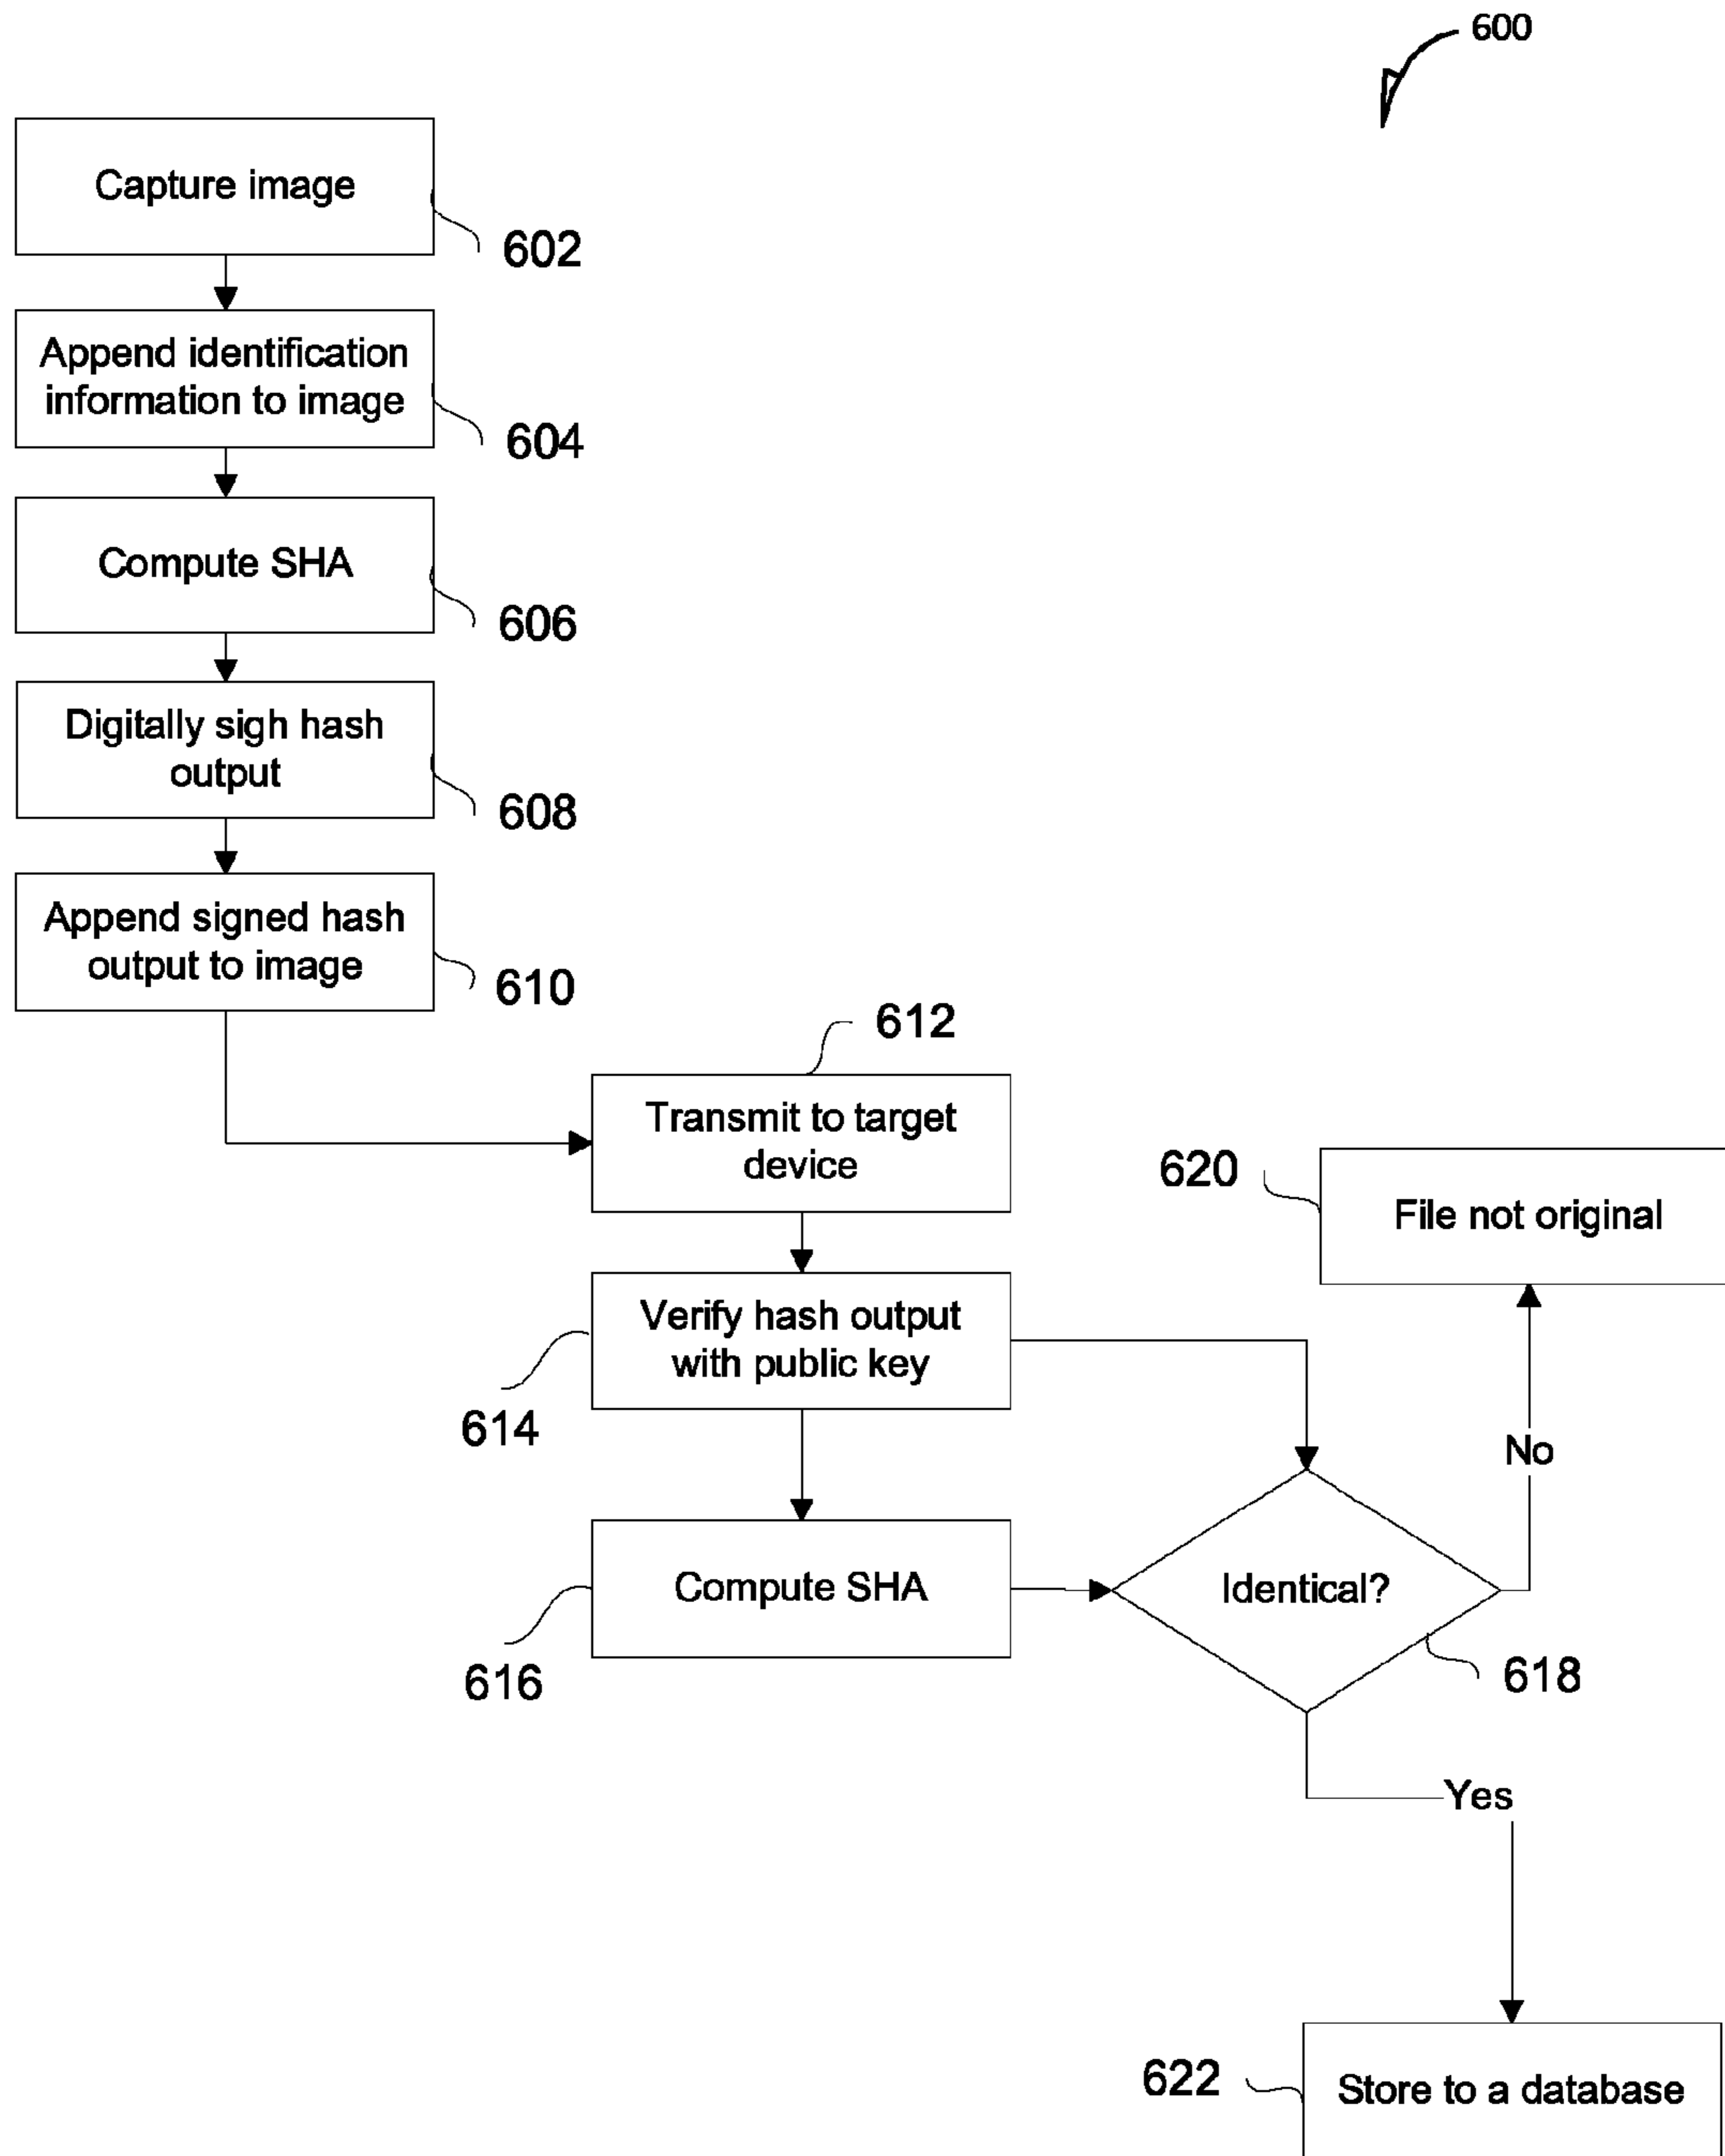 600
Capture image
602
Append identification
information to image
604
Compute SHA
606
Digitally sigh hash
output
608
Append signed hash
output to image
610
612
Transmit to target
device
620
File not original
Verify hash output
with public key
614
No
Compute SHA
616
Identical?
618
Yes
622
Store to a database